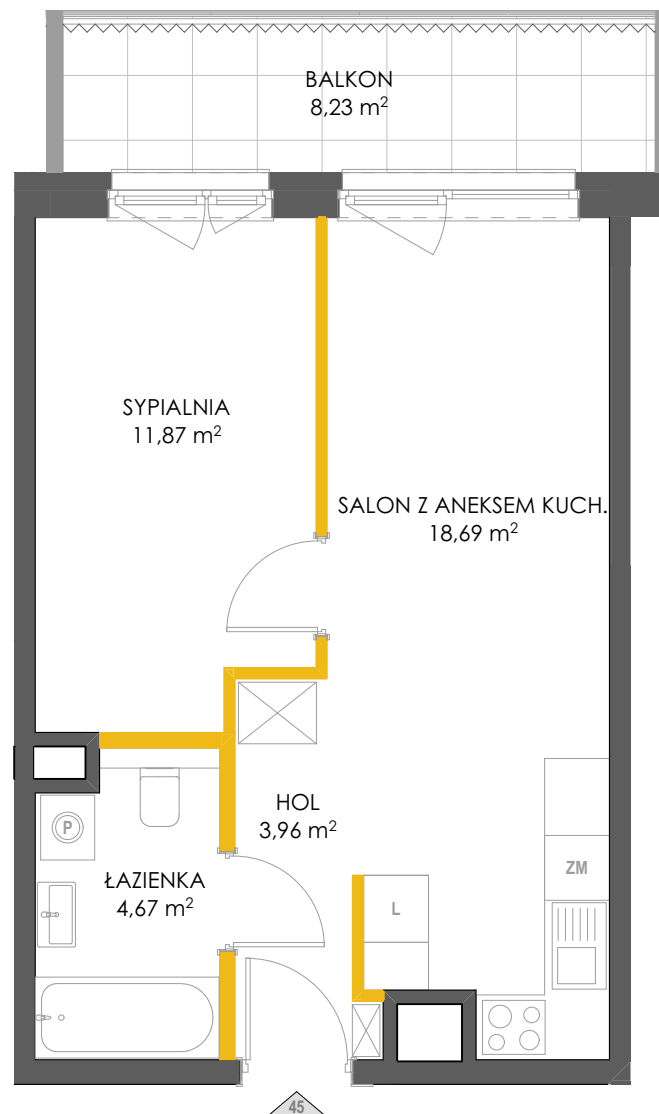 BALKON
8,23 m²
SYPIALNIA
11,87 m²
SALON Z ANEKSEM KUCH.
18,69 m²
HOL
3,96 m²
P
ZM
ŁAZIENKA
4,67 m²
L
45